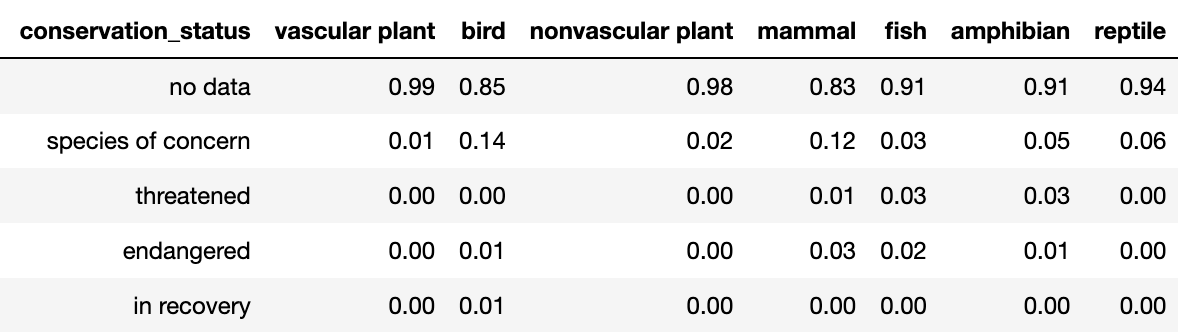 conservation_status vascular plant bird nonvascular plant mammal fish amphibian reptile
no data 0.99 0.85 0.98 0.83 0.91 0.91 0.94
species of concern 0.01 0.14 0.02 0.12 0.03 0.05 0.06
threatened 0.00 0.00 0.00 0.01 0.03 0.03 0.00
endangered 0.00 0.01 0.00 0.03 0.02 0.01 0.00
in recovery 0.00 0.01 0.00 0.00 0.00 0.00 0.00